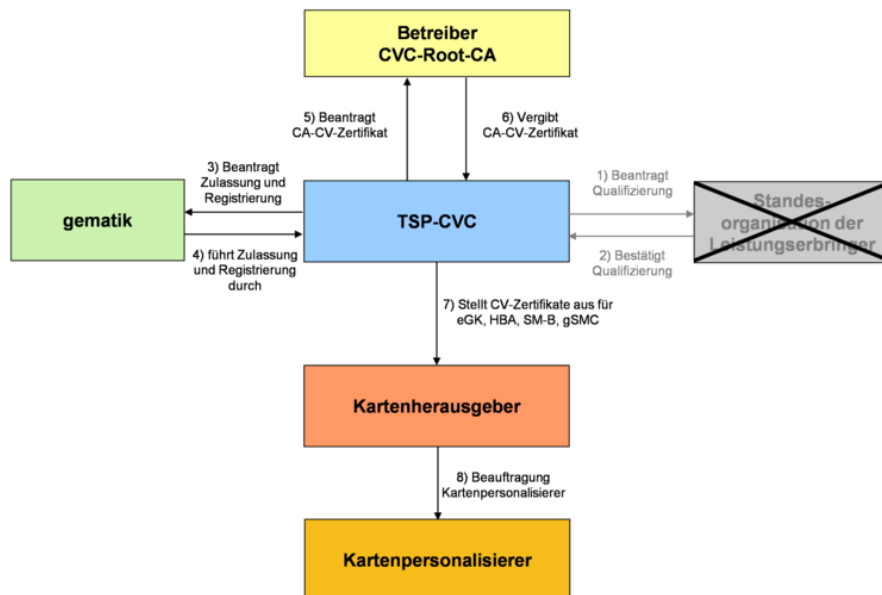 Betreiber
CVC-Root-CA
5) Beantragt
CA-CV-Zertifikat
6) Vergibt
CA-CV-Zertifikat
3) Beantragt
Zulassung und
Registrierung
1) Beantragt
Qualifizierung
gematik
TSP-CVC
Standes-
organisation der
Leistungserbringer
4) führt Zulassung
und Registrierung
durch
2) Bestätigt
Qualifizierung
7) Stellt CV-Zertifikate aus für
eGK, HBA, SM-B, gSMC
Kartenherausgeber
8) Beauftragung
Kartenpersonalisierer
Kartenpersonalisierer